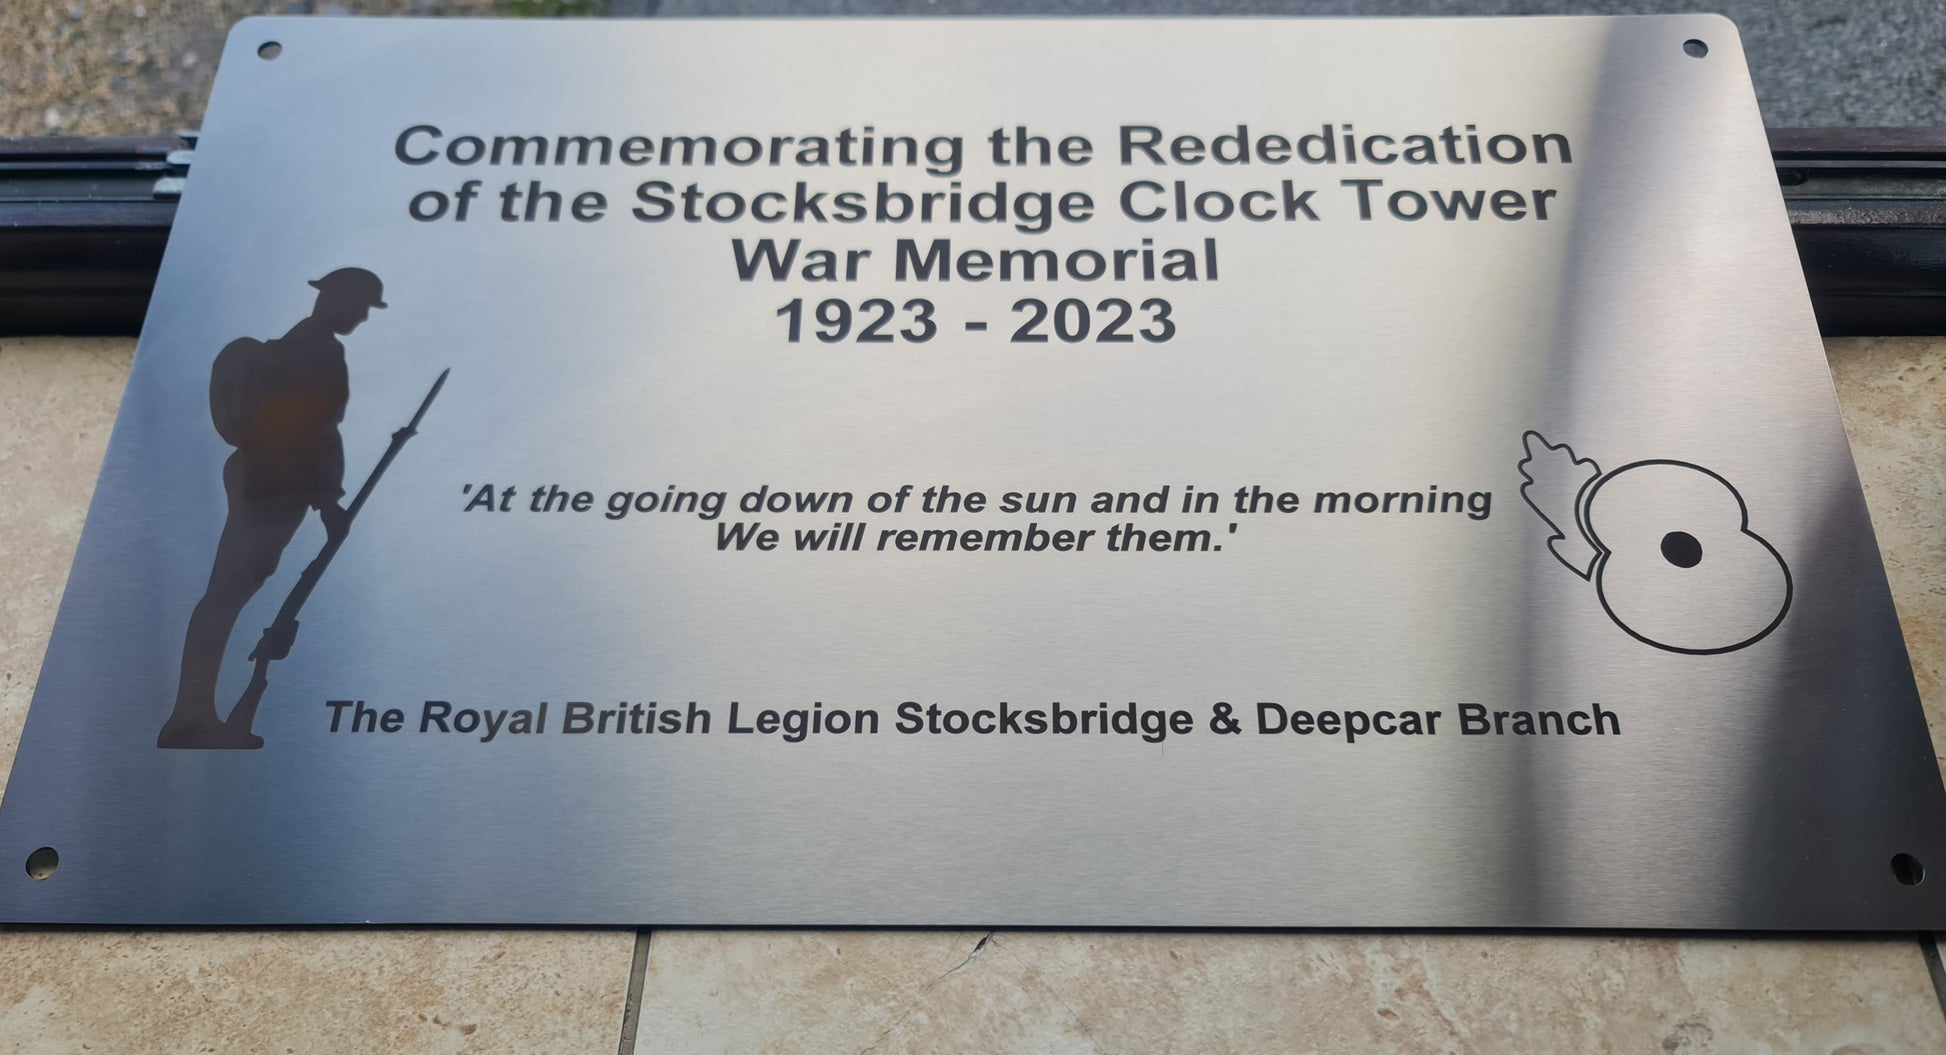 Commemorating the Rededication
of the Stocksbridge Clock Tower
War Memorial
1923 - 2023
'At the going down of the sun and in the morning
We will remember them.'
The Royal British Legion Stocksbridge & Deepcar Branch